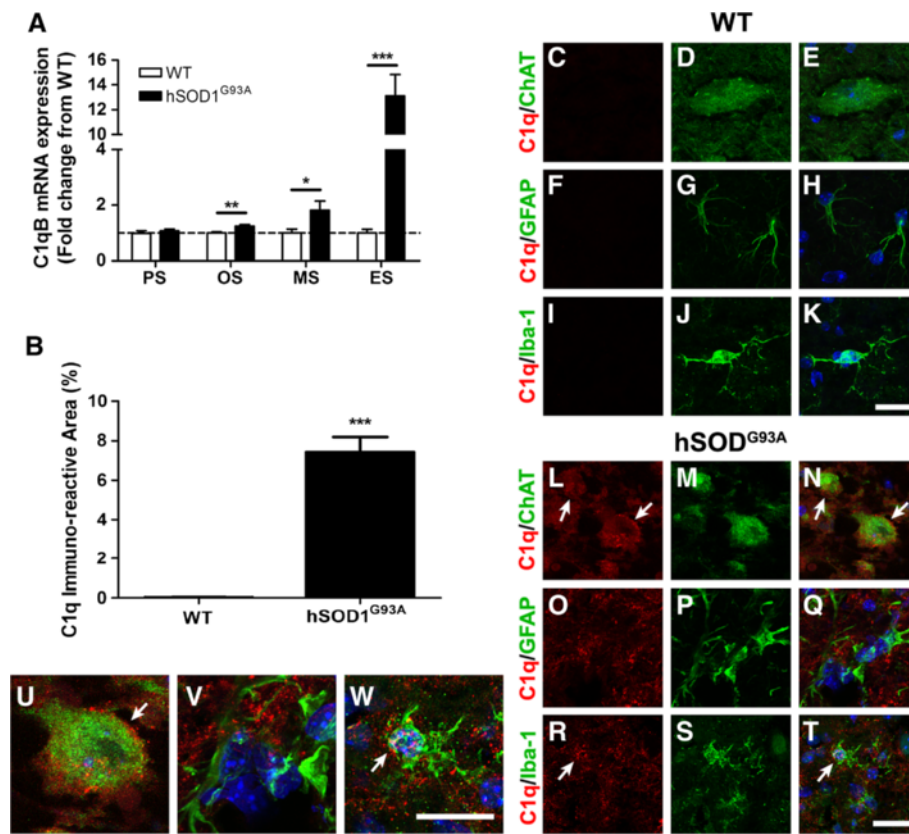 A
C1qB mRNA expression
(Fold change from WT)
16
14
12
10
4
2
0
WT
hSOD1G93A
**
*
***
PS
OS
MS
ES
B
C1q Immuno-reactive Area (%)
10
8
6
4
2
0
***
WT
hSOD1G93A
WT
C1q/ChAT
C
D
E
C1q/GFAP
F
G
H
C1q/Iba-1
I
J
K
hSODG93A
C1q/ChAT
L
M
N
C1q/GFAP
O
P
Q
C1q/Iba-1
R
S
T
U
V
W